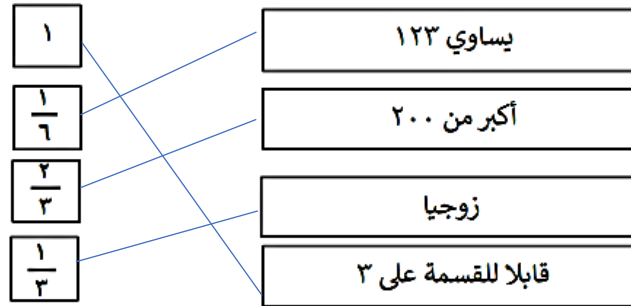 يساوي ١٢٣
١
أكبر من ٢٠٠
١
٦
زوجيا
٢
٣
قابلا للقسمة على ٣
١
٣